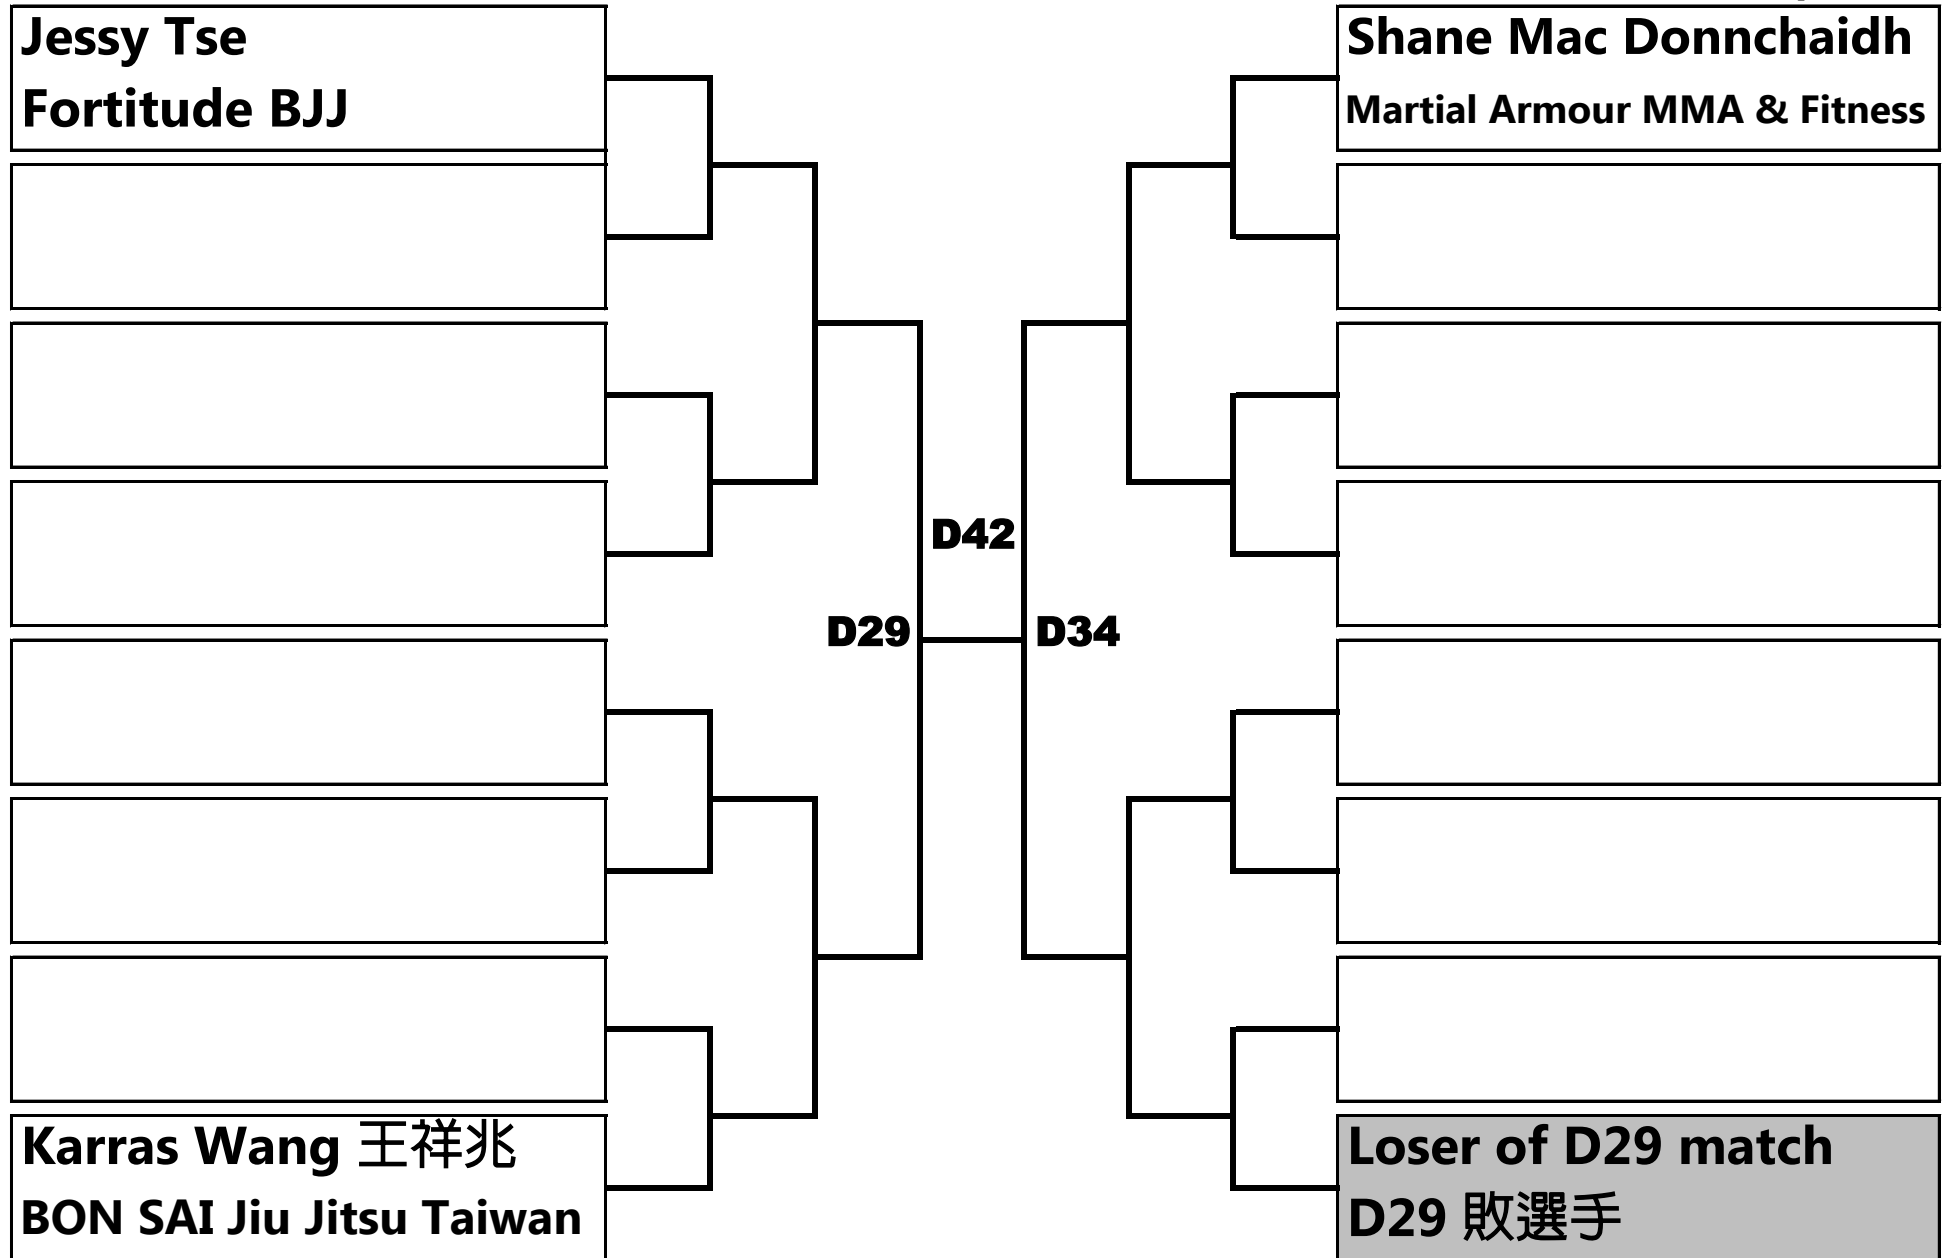 Jessy Tse
Fortitude BJJ
Shane Mac Donnchaidh
Martial Armour MMA & Fitness
D42
D29
D34
Karras Wang 王祥兆
BON SAI Jiu Jitsu Taiwan
Loser of D29 match
D29 敗選手